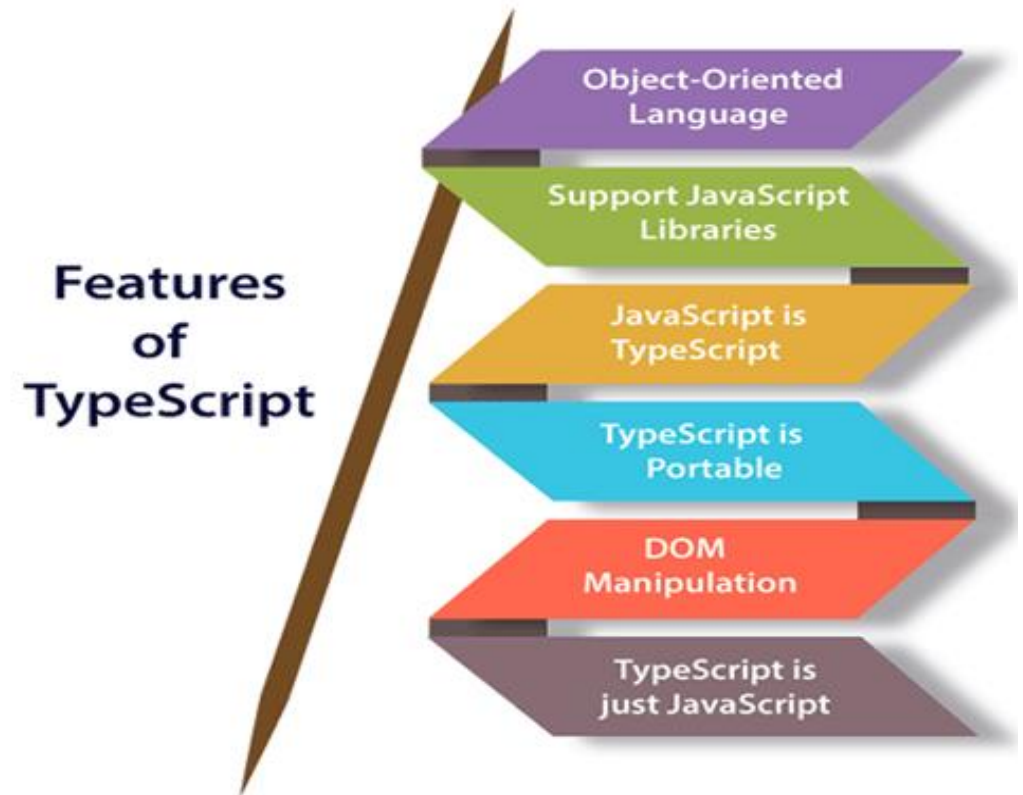 Features
of
TypeScript
Object-Oriented
Language
Support JavaScript
Libraries
JavaScript is
TypeScript
TypeScript is
Portable
DOM
Manipulation
TypeScript is
just JavaScript